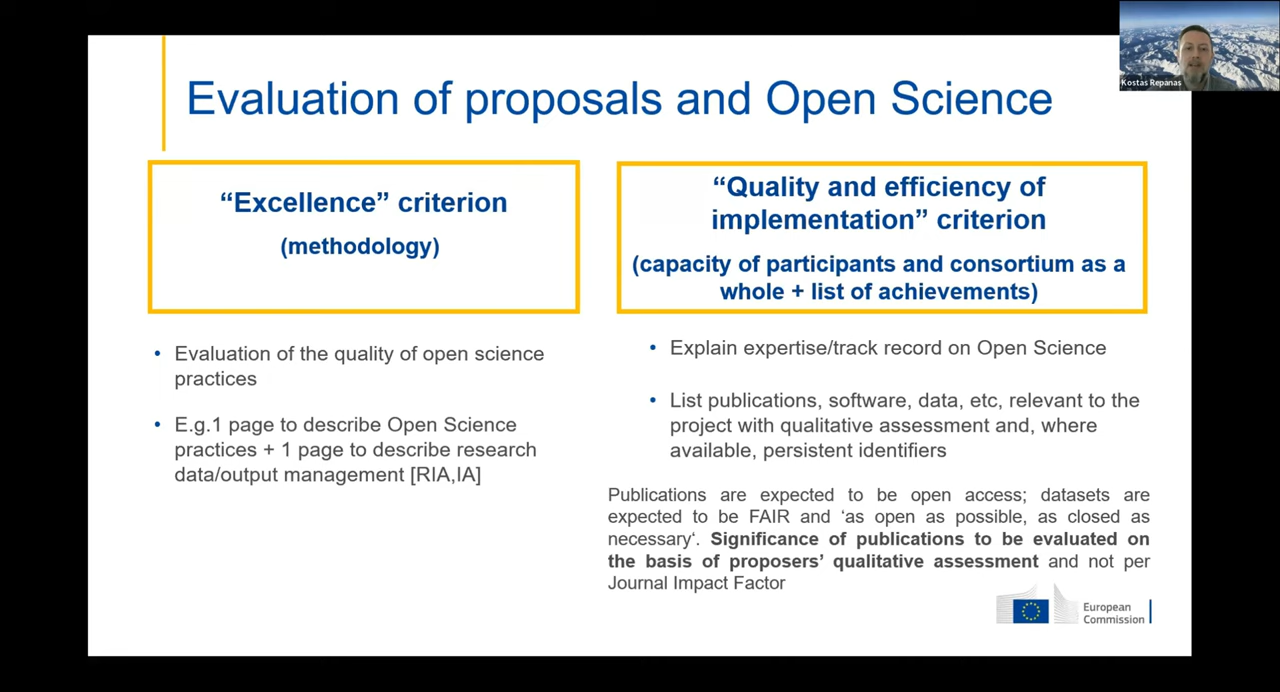 Kostas Repanas
Evaluation of proposals and Open Science
“Excellence” criterion
(methodology)
• Evaluation of the quality of open science
practices
• E.g.1 page to describe Open Science
practices + 1 page to describe research
data/output management [RIA,IA]
“Quality and efficiency of
implementation” criterion
(capacity of participants and consortium as a
whole + list of achievements)
• Explain expertise/track record on Open Science
• List publications, software, data, etc, relevant to the
project with qualitative assessment and, where
available, persistent identifiers
Publications are expected to be open access; datasets are
expected to be FAIR and ‘as open as possible, as closed as
necessary‘. Significance of publications to be evaluated on
the basis of proposers’ qualitative assessment and not per
Journal Impact Factor
European
Commission